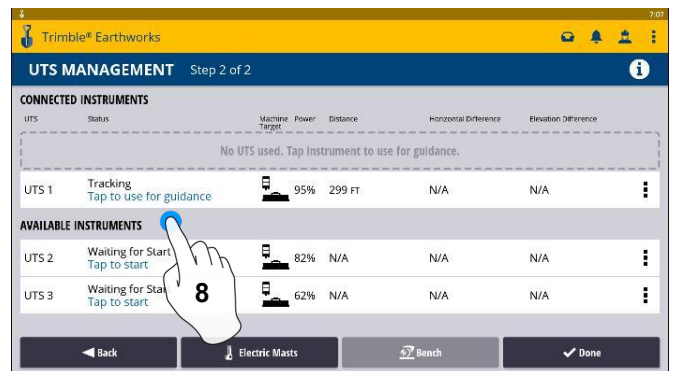 7:07
Trimble® Earthworks
UTS MANAGEMENT Step 2 of 2
CONNECTED INSTRUMENTS
UTS Status Machine Target Power Distance Horizontal Difference Elevation Difference
No UTS used. Tap instrument to use for guidance.
UTS 1 Tracking 95% 299 FT N/A N/A
Tap to use for guidance
AVAILABLE INSTRUMENTS
UTS 2 Waiting for Start 82% N/A N/A N/A
Tap to start
UTS 3 Waiting for Star 62% N/A N/A N/A
Tap to start
8
Back Electric Masts Bench Done